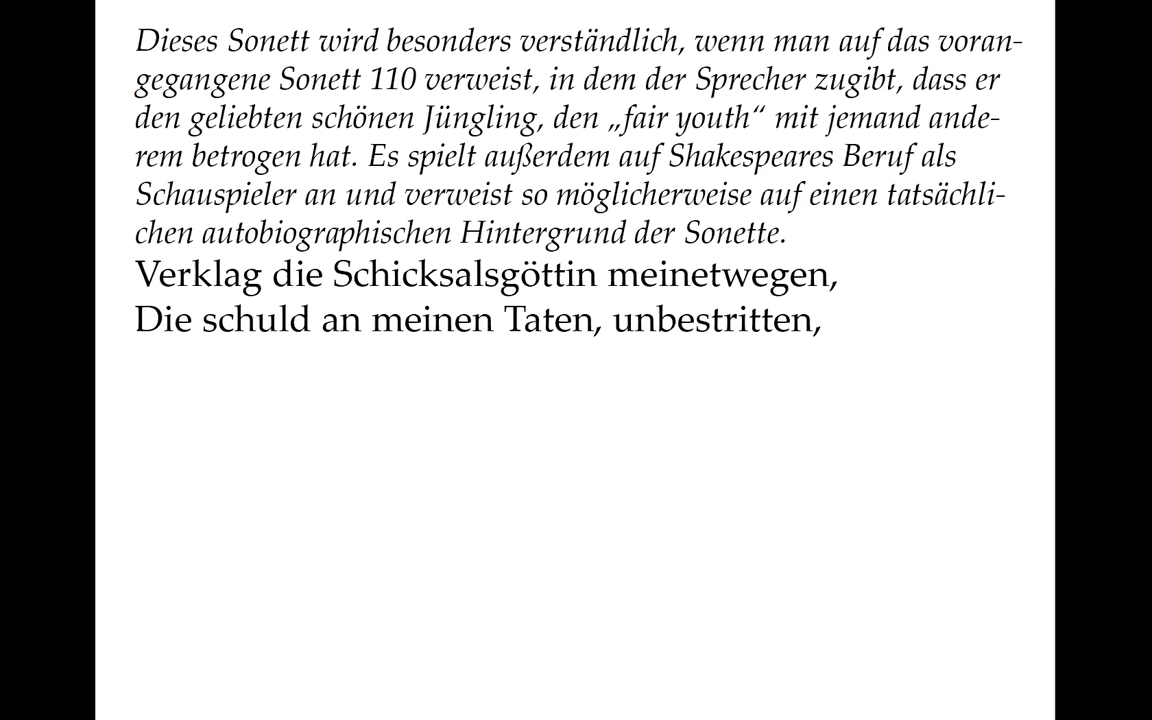 Dieses Sonett wird besonders verständlich, wenn man auf das voran-
gegangene Sonett 110 verweist, in dem der Sprecher zugibt, dass er
den geliebten schönen Jüngling, den „fair youth“ mit jemand ande-
rem betrogen hat. Es spielt außerdem auf Shakespeares Beruf als
Schauspieler an und verweist so möglicherweise auf einen tatsächli-
chen autobiographischen Hintergrund der Sonette.
Verklag die Schicksalsgöttin meinetwegen,
Die schuld an meinen Taten, unbestritten,